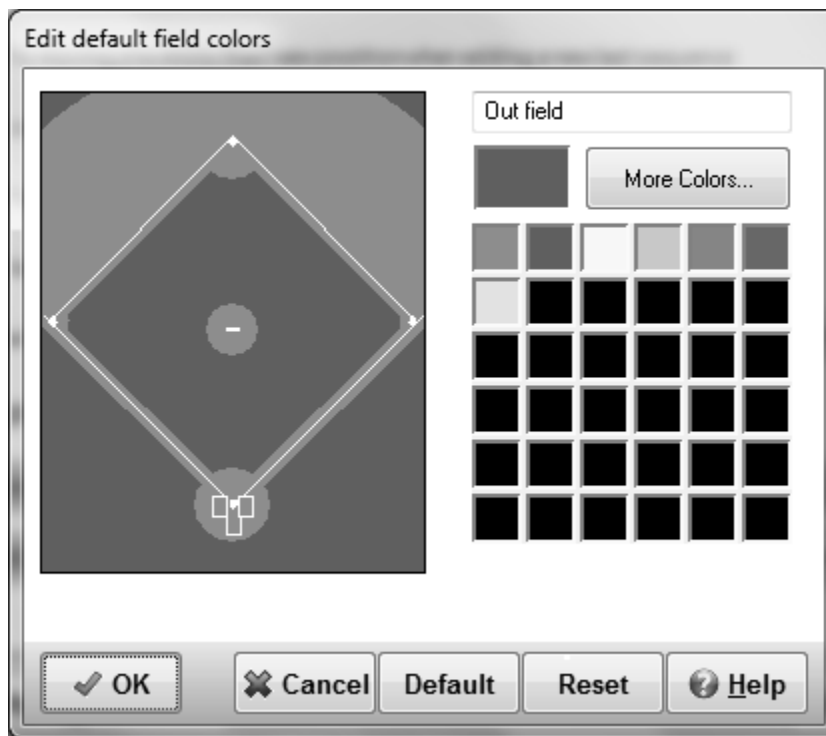 Edit default field colors
Out field
More Colors...
OK
Cancel
Default
Reset
Help